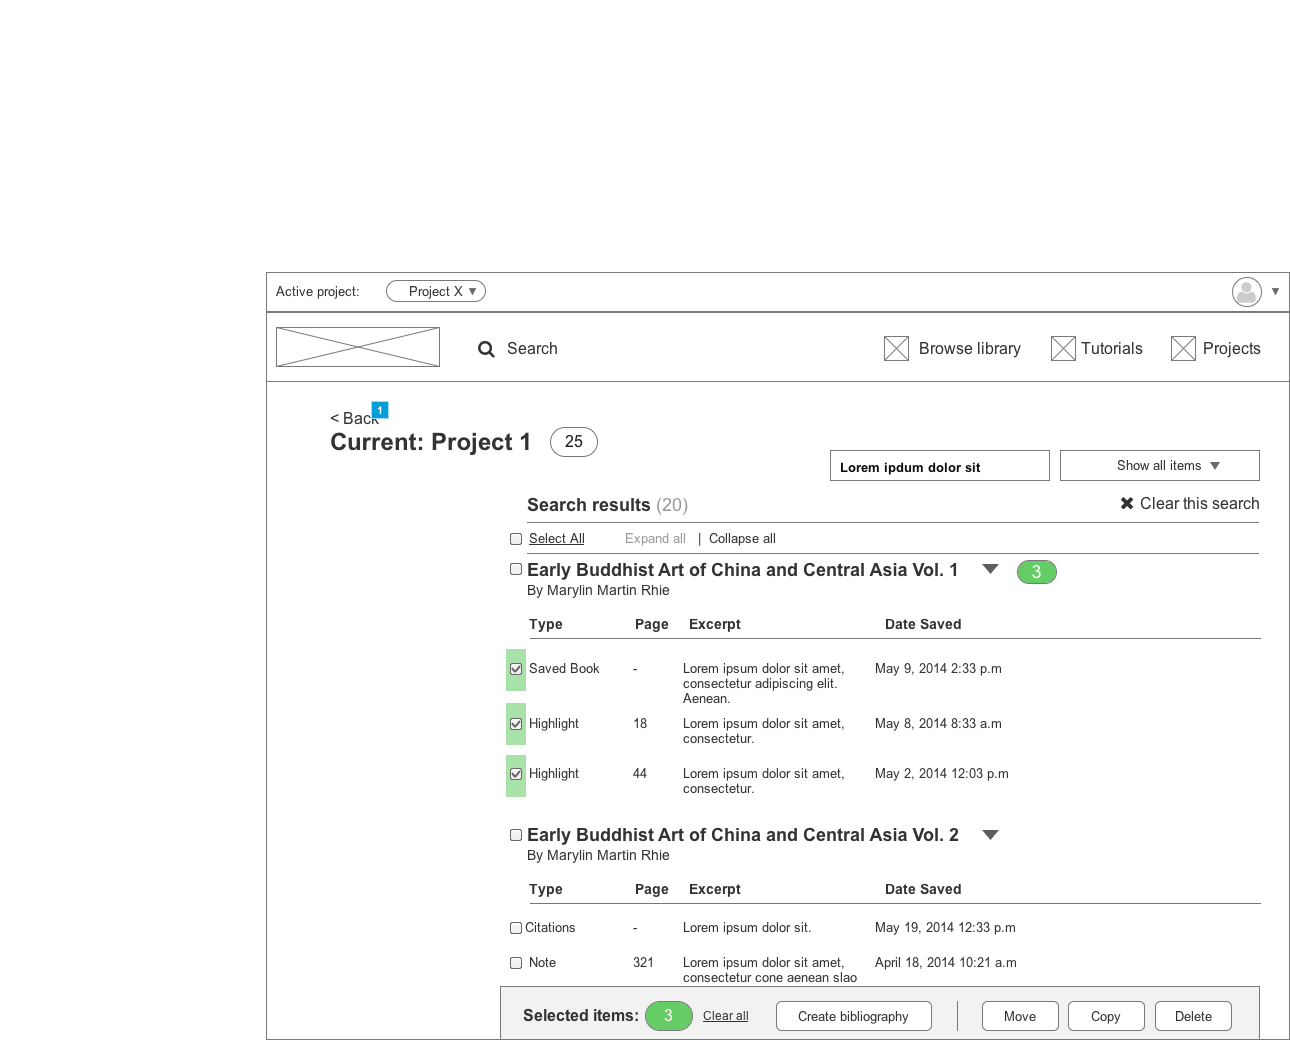 Active project: Project X
Search Browse library Tutorials Projects
< Back 1
Current: Project 1 25
Lorem ipdum dolor sit Show all items
Search results (20) Clear this search
Select All Expand all | Collapse all
Early Buddhist Art of China and Central Asia Vol. 1 3
By Marylin Martin Rhie
Type Page Excerpt Date Saved
Saved Book - Lorem ipsum dolor sit amet, May 9, 2014 2:33 p.m
consectetur adipiscing elit.
Aenean.
Highlight 18 Lorem ipsum dolor sit amet, May 8, 2014 8:33 a.m
consectetur.
Highlight 44 Lorem ipsum dolor sit amet, May 2, 2014 12:03 p.m
consectetur.
Early Buddhist Art of China and Central Asia Vol. 2
By Marylin Martin Rhie
Type Page Excerpt Date Saved
Citations - Lorem ipsum dolor sit. May 19, 2014 12:33 p.m
Note 321 Lorem ipsum dolor sit amet, April 18, 2014 10:21 a.m
consectetur cone aenean slao
Selected items: 3 Clear all Create bibliography Move Copy Delete